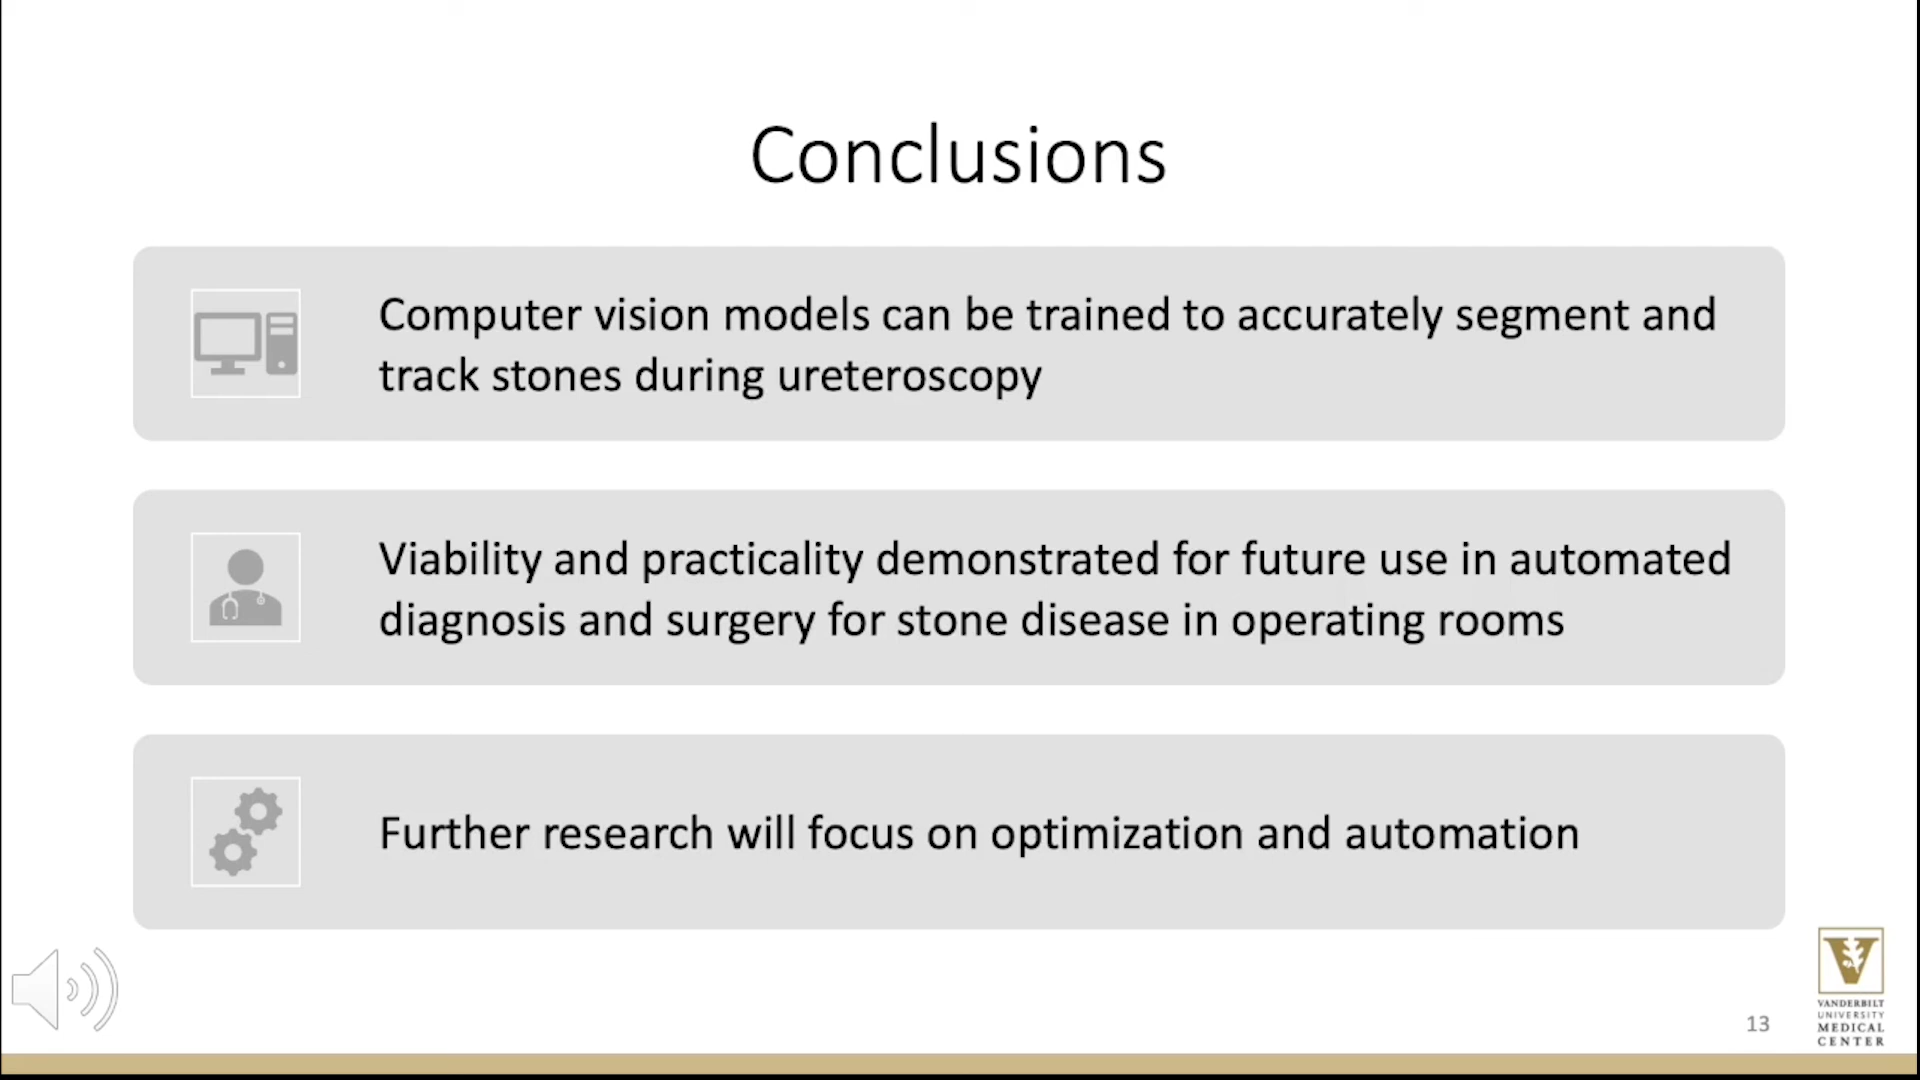 Conclusions
Computer vision models can be trained to accurately segment and
track stones during ureteroscopy
Viability and practicality demonstrated for future use in automated
diagnosis and surgery for stone disease in operating rooms
Further research will focus on optimization and automation
13
V
VANDERBILT
UNIVERSITY
MEDICAL
CENTER